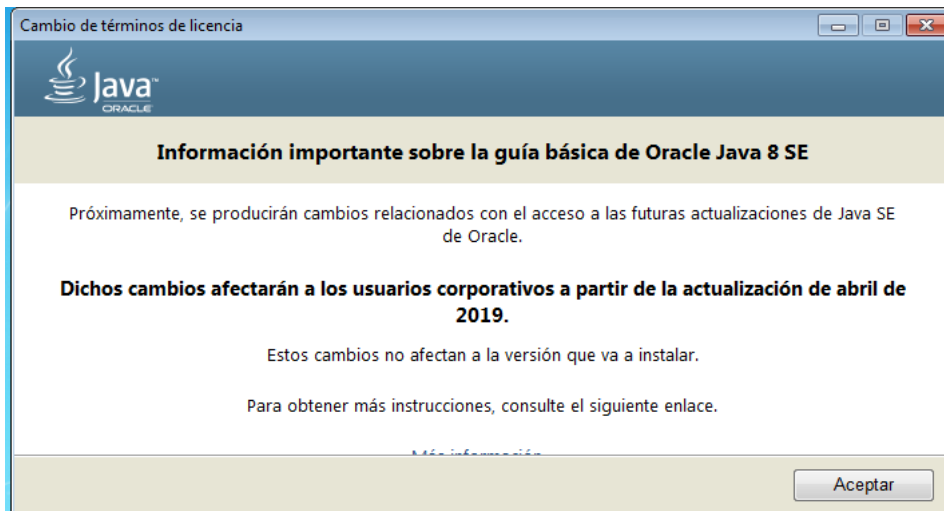 Cambio de términos de licencia
Java™
ORACLE
Información importante sobre la guía básica de Oracle Java 8 SE
Próximamente, se producirán cambios relacionados con el acceso a las futuras actualizaciones de Java SE
de Oracle.
Dichos cambios afectarán a los usuarios corporativos a partir de la actualización de abril de
2019.
Estos cambios no afectan a la versión que va a instalar.
Para obtener más instrucciones, consulte el siguiente enlace.
Más información
Aceptar